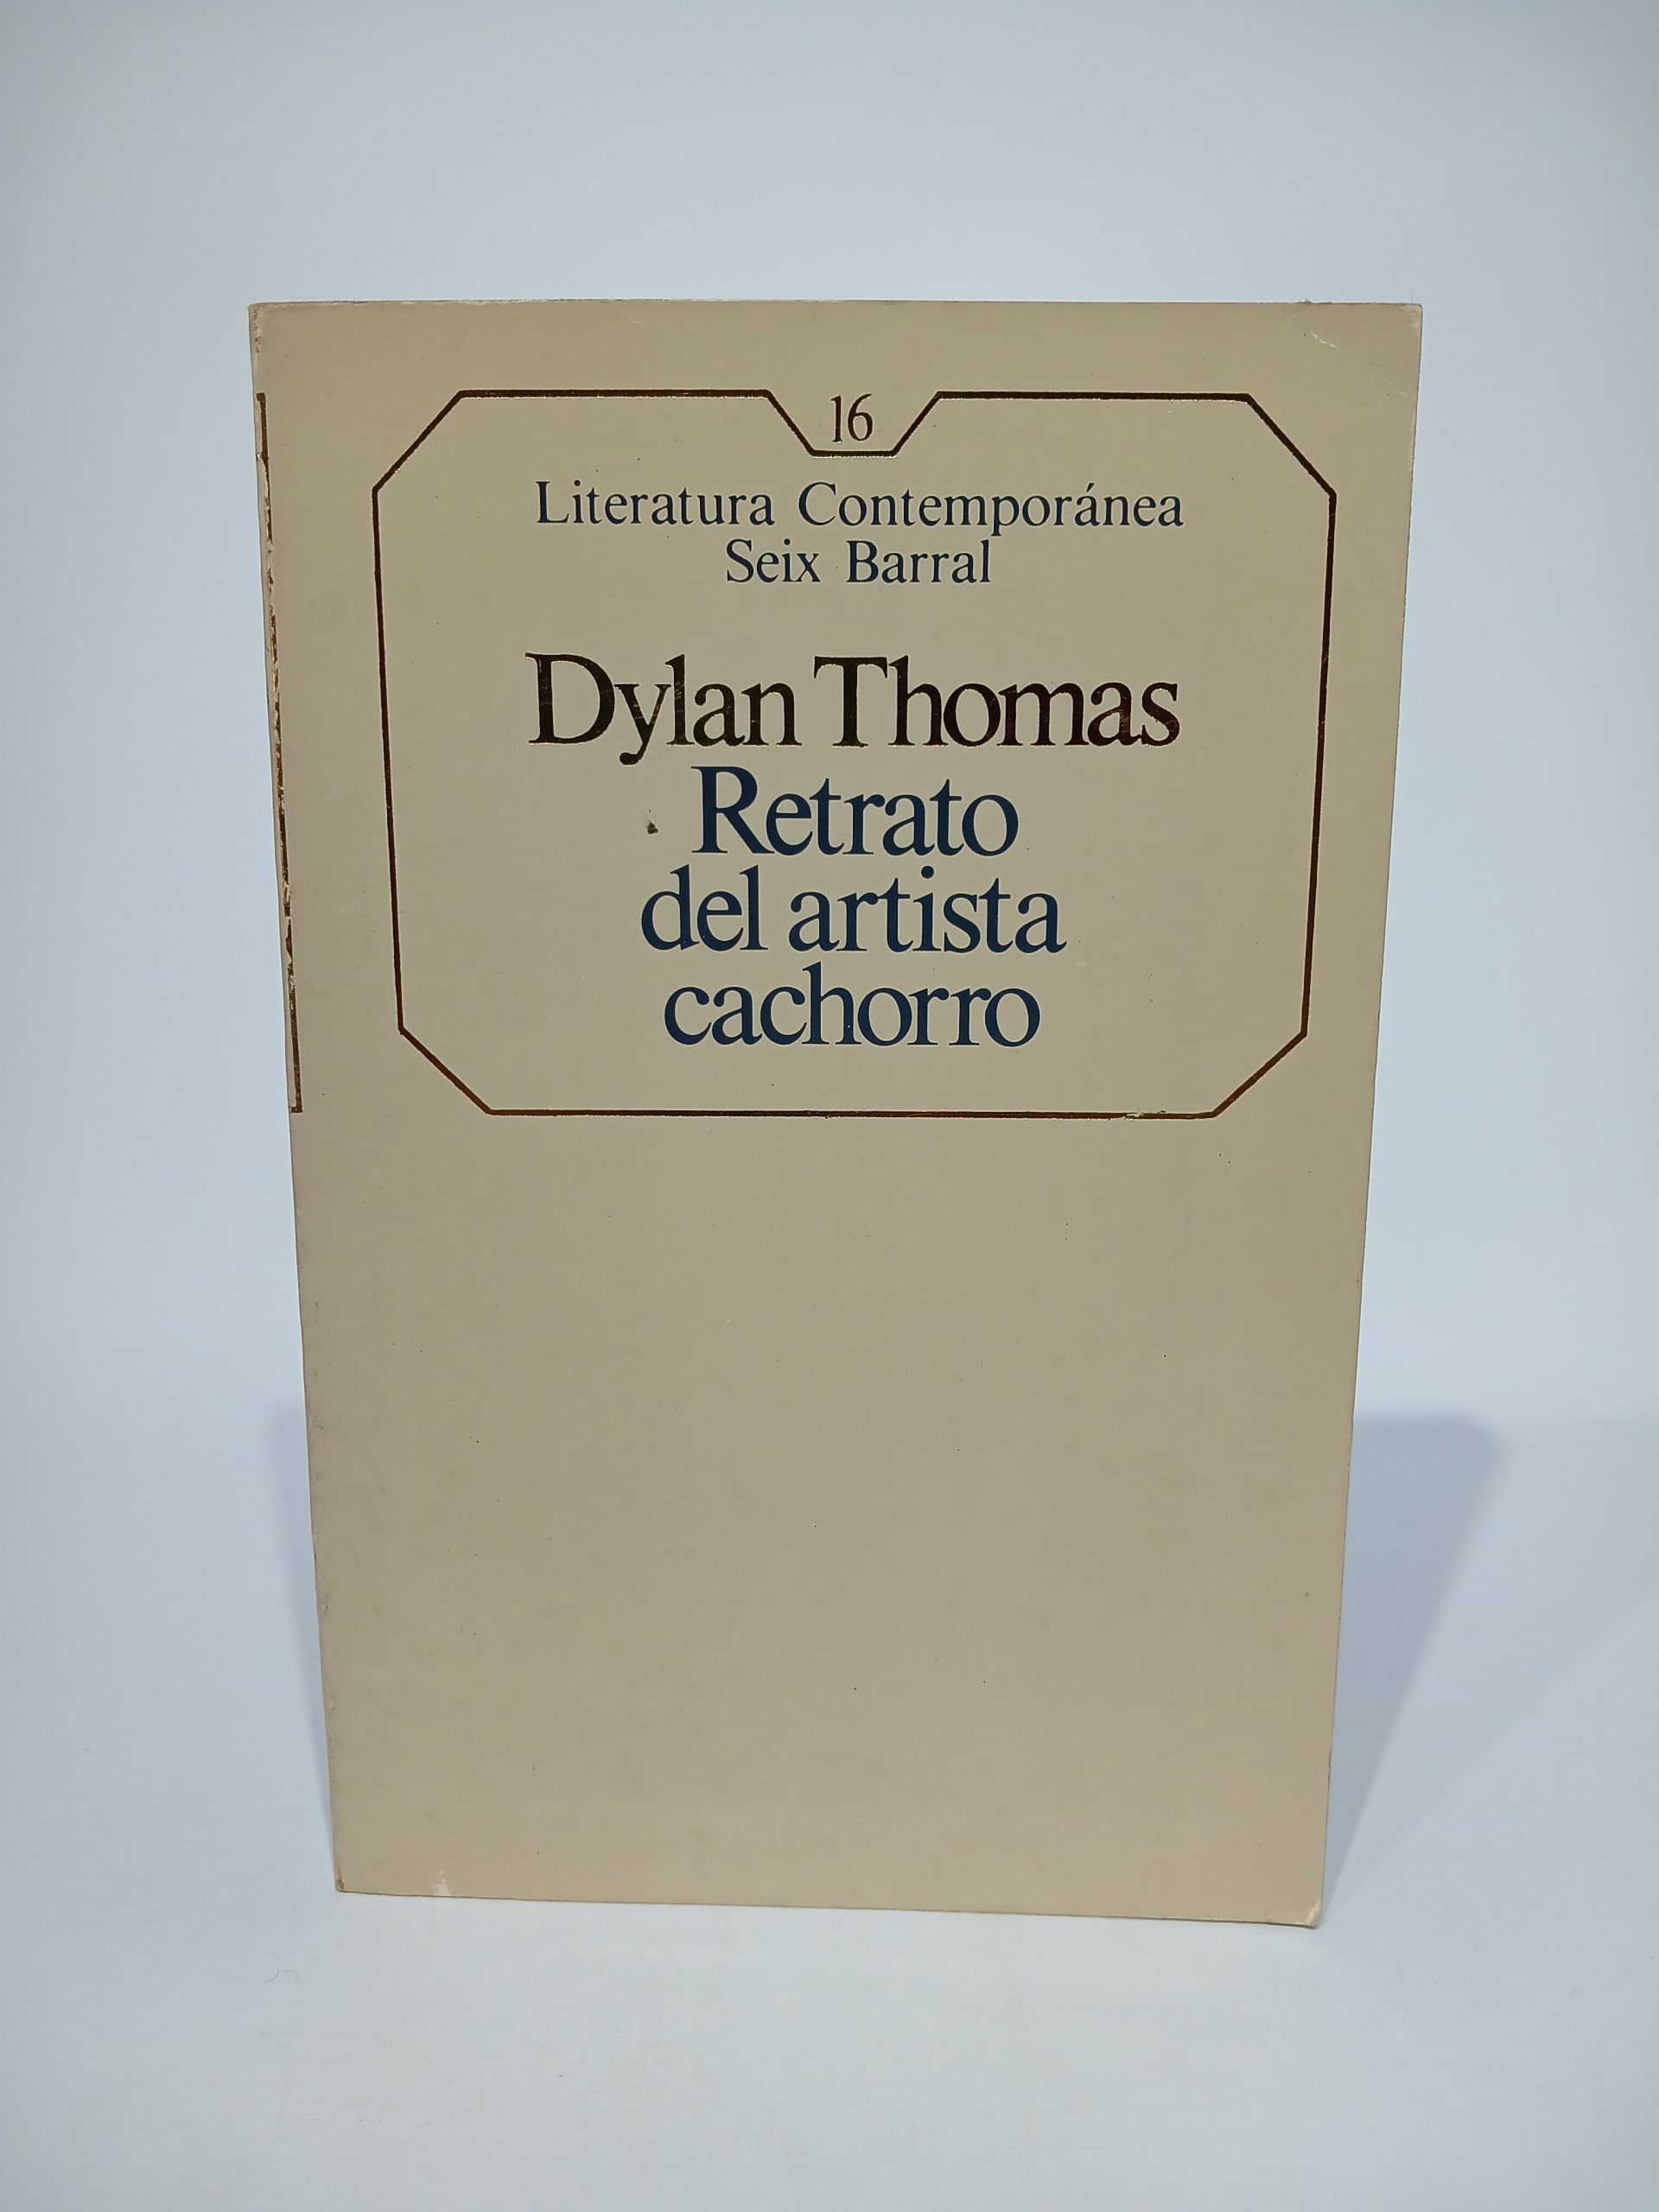 16
Literatura Contemporánea
Seix Barral
Dylan Thomas
Retrato
del artista
cachorro